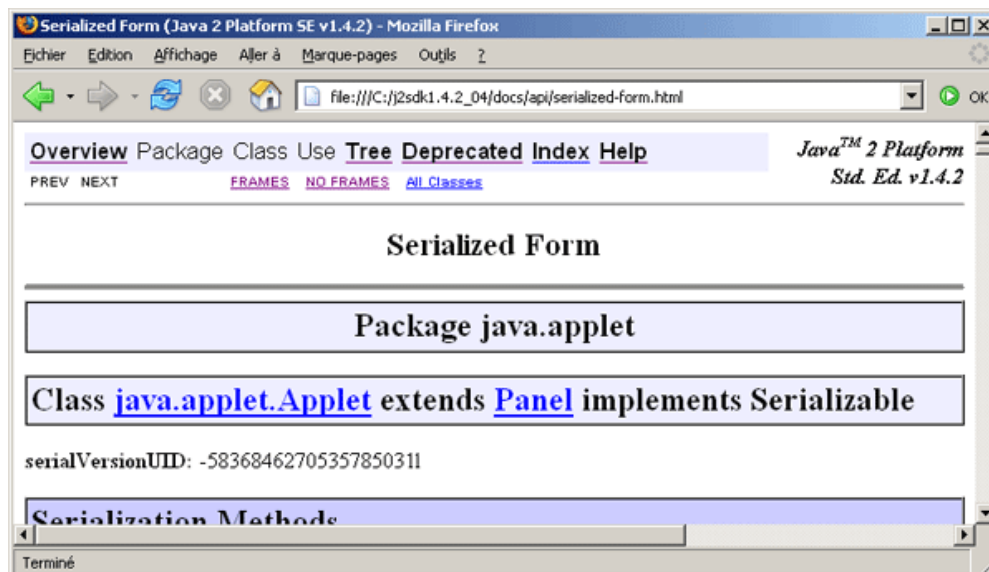 Serialized Form (Java 2 Platform SE v1.4.2) - Mozilla Firefox
Fichier Edition Affichage Aller à Marque-pages Outils ?
file:///C:/j2sdk1.4.2_04/docs/api/serialized-form.html OK
Overview Package Class Use Tree Deprecated Index Help
Java™ 2 Platform
Std. Ed. v1.4.2
PREV NEXT FRAMES NO FRAMES All Classes
Serialized Form
Package java.applet
Class java.applet.Applet extends Panel implements Serializable
serialVersionUID: -5836846270535785031l
Serialization Methods
Terminé